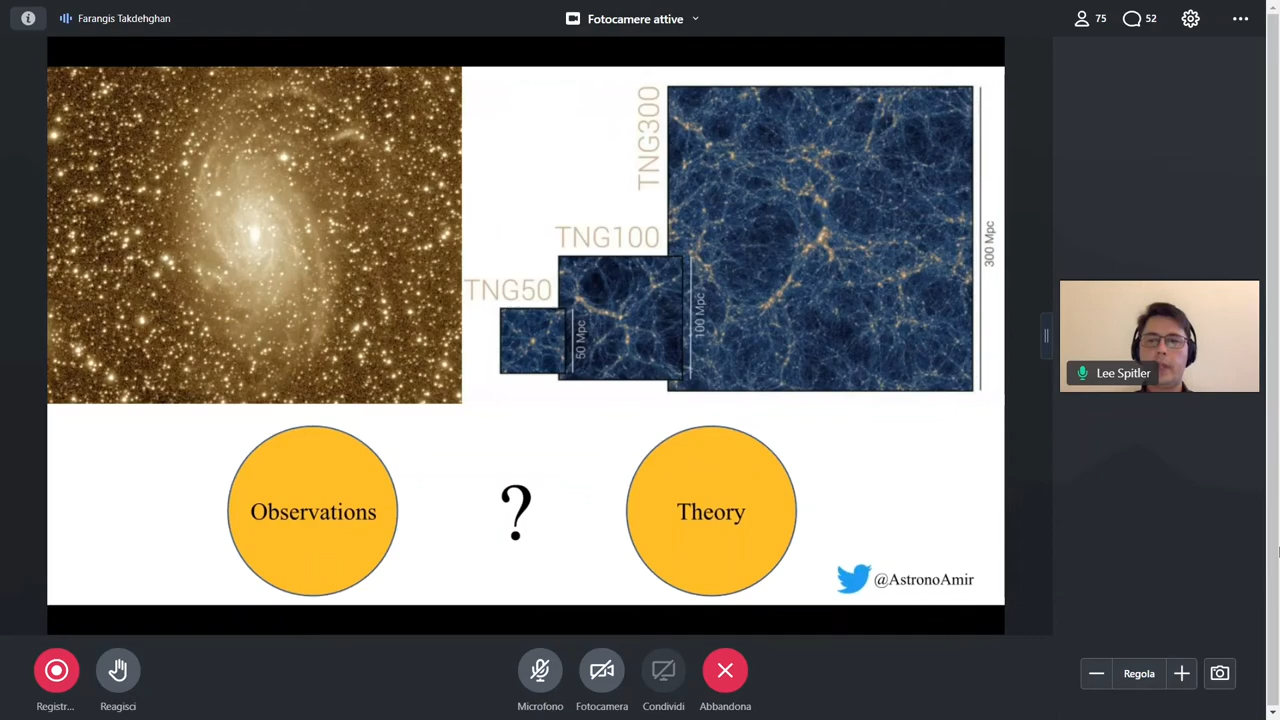 Farangis Takdehghan
Fotocamere attive
75
52
TNG300
TNG100
TNG50
50 Mpc
100 Mpc
300 Mpc
Lee Spitler
Observations
?
Theory
@AstronoAmir
Registr...
Reagisci
Microfono
Fotocamera
Condividi
Abbandona
Regola